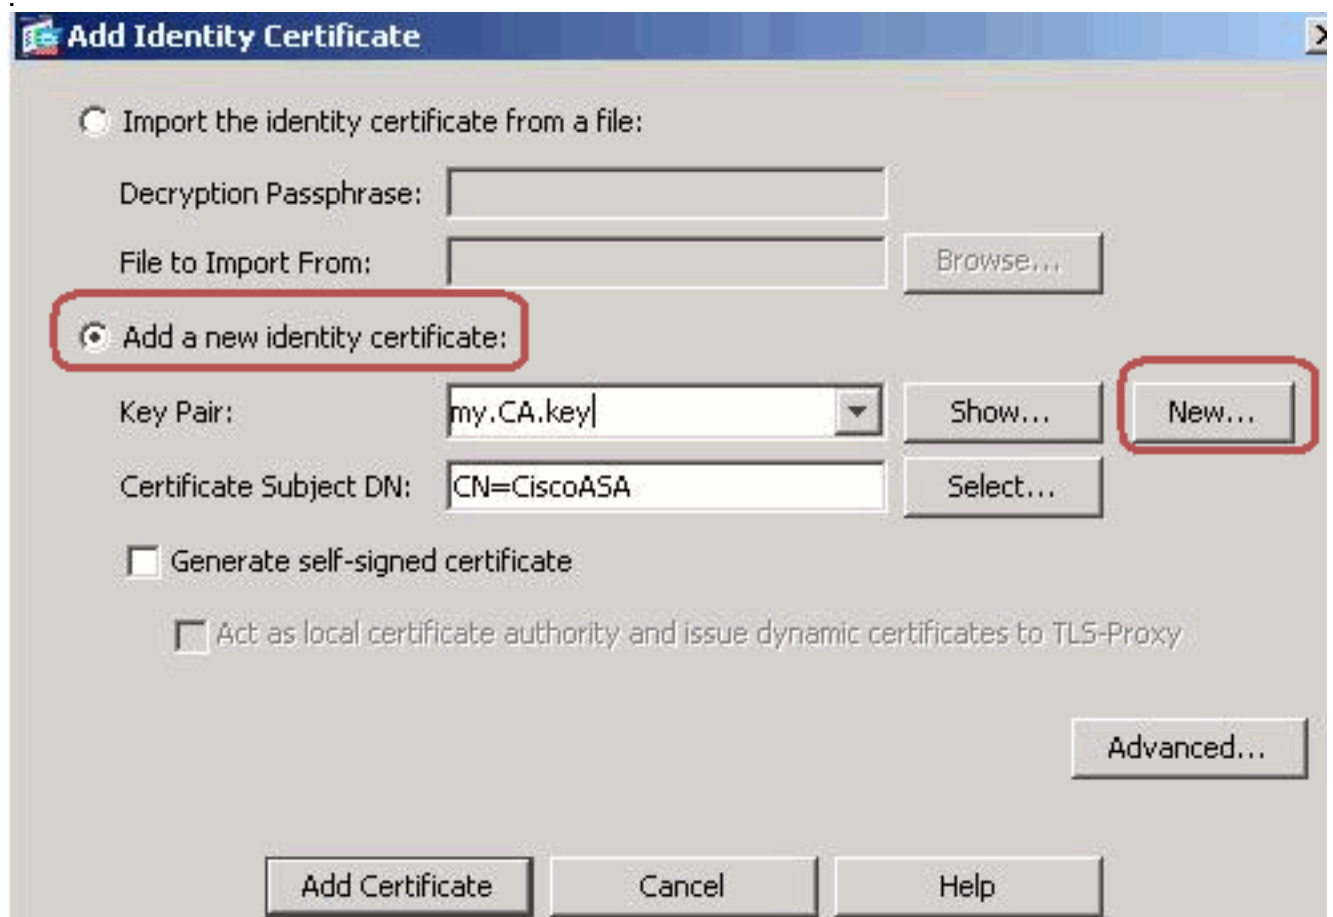 .
Add Identity Certificate
Import the identity certificate from a file:
Decryption Passphrase:
File to Import From: Browse...
Add a new identity certificate:
Key Pair: my.CA.key Show... New...
Certificate Subject DN: CN=CiscoASA Select...
Generate self-signed certificate
Act as local certificate authority and issue dynamic certificates to TLS-Proxy
Advanced...
Add Certificate Cancel Help